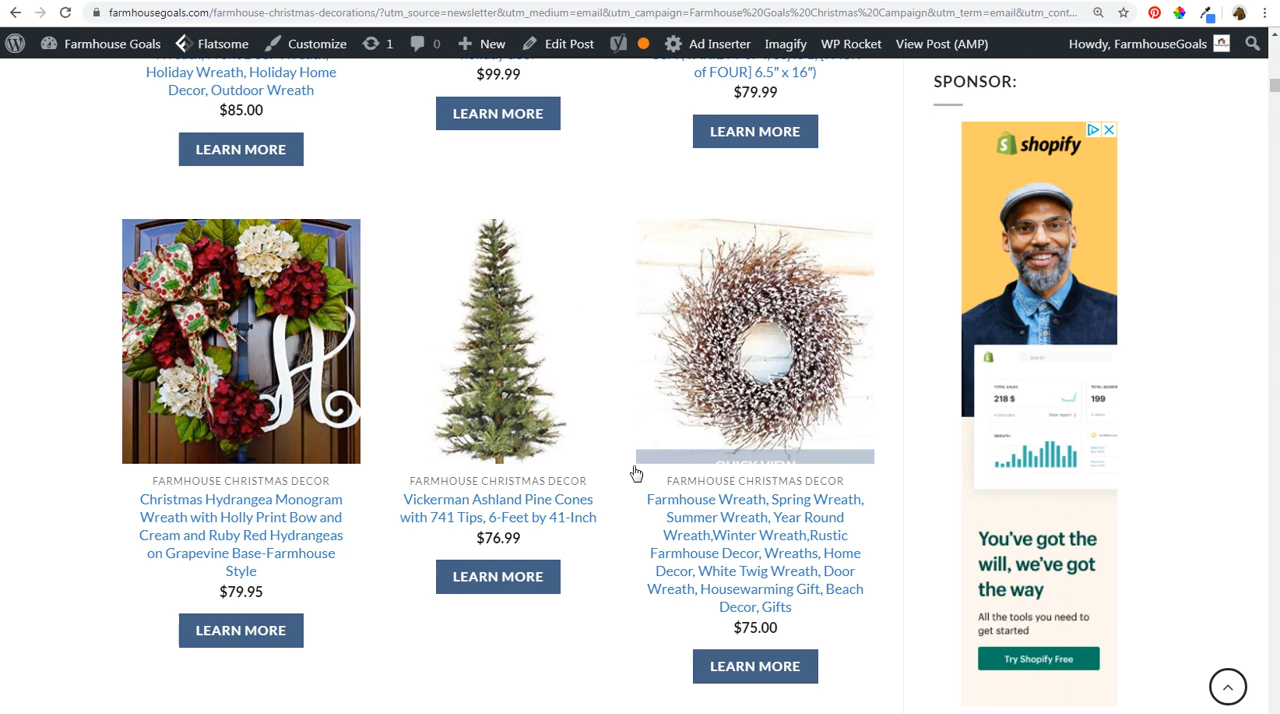 farmhousegoals.com/farmhouse-christmas-decorations/?utm_source=newsletter&utm_medium=email&utm_campaign=Farmhouse%20Goals%20Christmas%20Campaign&utm_term=email&utm_cont...
Farmhouse Goals Flatsome Customize 1 0 New Edit Post Ad Inserter Imagify WP Rocket View Post (AMP) Howdy, FarmhouseGoals
Holiday Wreath, Holiday Home
Decor, Outdoor Wreath
$85.00
LEARN MORE
$99.99
LEARN MORE
of FOUR] 6.5" x 16")
$79.99
LEARN MORE
SPONSOR:
shopify
TOTAL SALES
218 $
199
You've got the
will, we've got
the way
All the tools you need to
get started
Try Shopify Free
H
FARMHOUSE CHRISTMAS DECOR
Christmas Hydrangea Monogram
Wreath with Holly Print Bow and
Cream and Ruby Red Hydrangeas
on Grapevine Base-Farmhouse
Style
$79.95
LEARN MORE
FARMHOUSE CHRISTMAS DECOR
Vickerman Ashland Pine Cones
with 741 Tips, 6-Feet by 41-Inch
$76.99
LEARN MORE
QUICK VIEW
FARMHOUSE CHRISTMAS DECOR
Farmhouse Wreath, Spring Wreath,
Summer Wreath, Year Round
Wreath,Winter Wreath,Rustic
Farmhouse Decor, Wreaths, Home
Decor, White Twig Wreath, Door
Wreath, Housewarming Gift, Beach
Decor, Gifts
$75.00
LEARN MORE